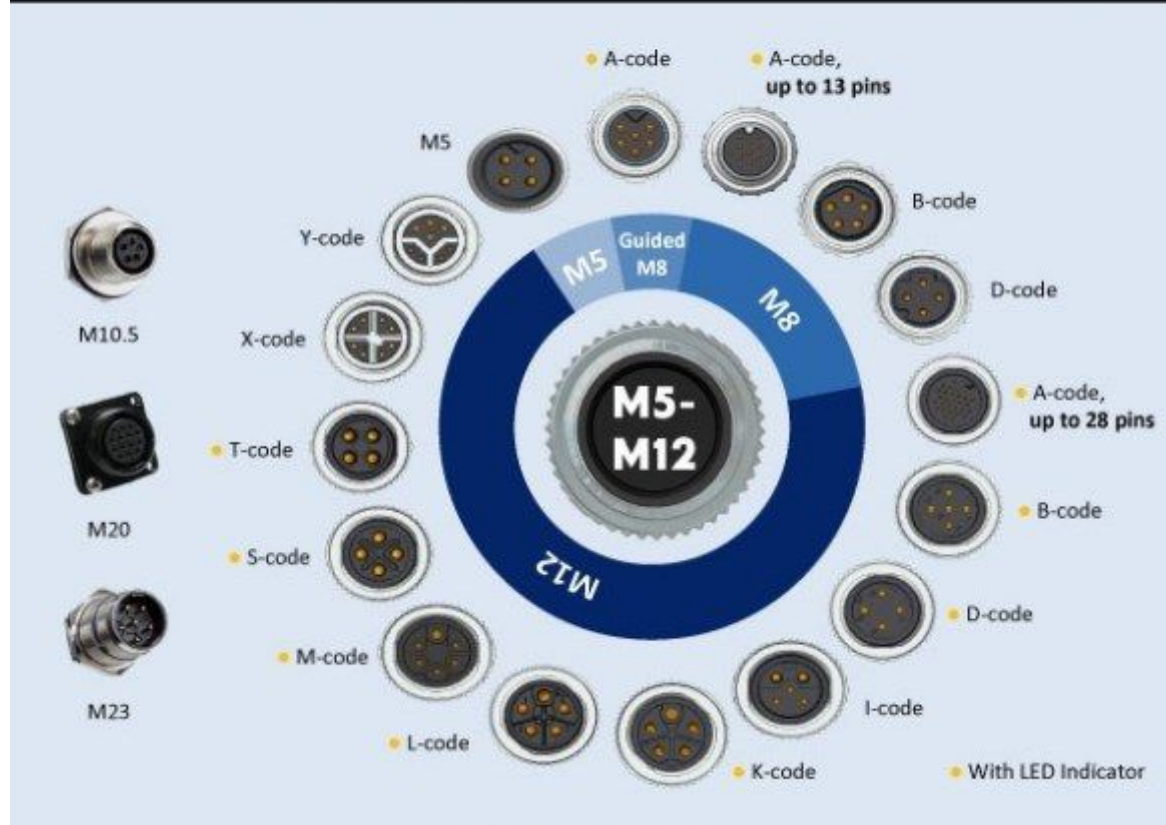 A-code
A-code,
up to 13 pins
M5
B-code
Y-code
Guided
M8
M5
D-code
M8
X-code
M10.5
M5-
M12
A-code,
up to 28 pins
T-code
B-code
M20
S-code
M12
D-code
M-code
I-code
M23
L-code
K-code
With LED Indicator